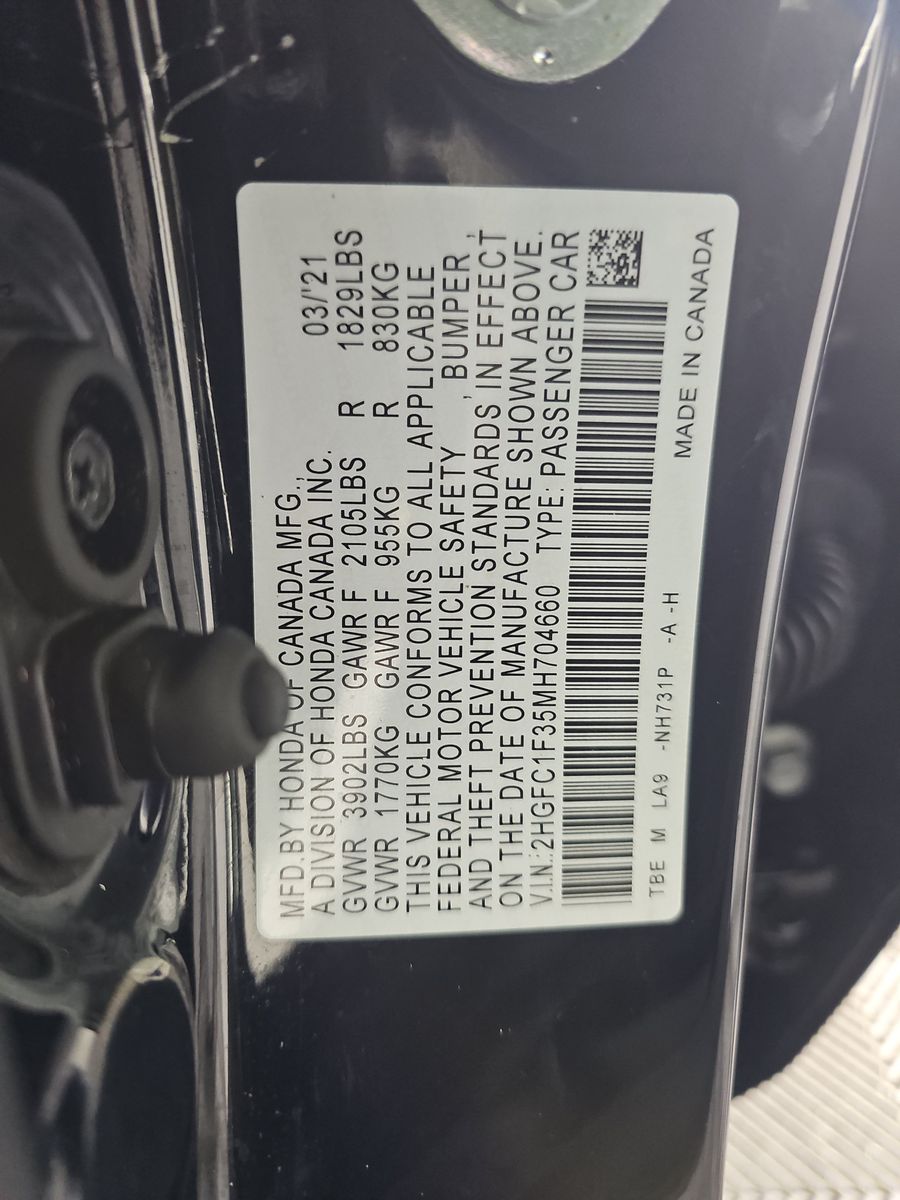 MFD.BY HONDA OF CANADA MFG.,
A DIVISION OF HONDA CANADA INC. 03/'21
GVWR 3902LBS GAWR F 2105LBS R 1829LBS
GVWR 1770KG GAWR F 955KG R 830KG
THIS VEHICLE CONFORMS TO ALL APPLICABLE
FEDERAL MOTOR VEHICLE SAFETY , BUMPER ,
AND THEFT PREVENTION STANDARDS IN EFFECT
ON THE DATE OF MANUFACTURE SHOWN ABOVE.
V.I.N.:2HGFC1F35MH704660 TYPE: PASSENGER CAR
TBE M LA9 -NH731P -A -H MADE IN CANADA